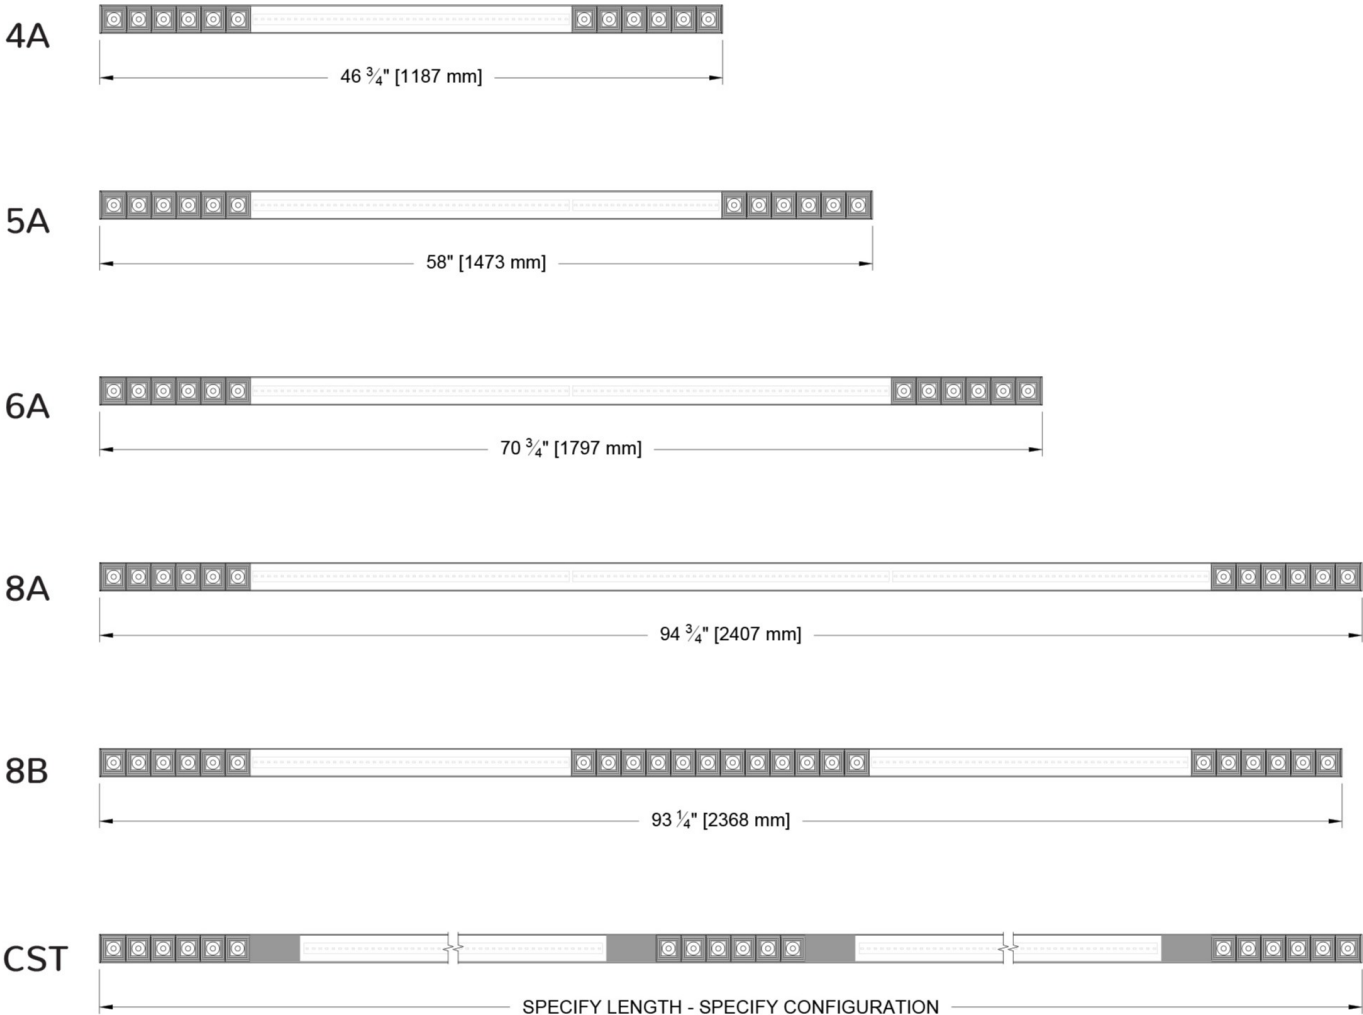 4A
46 3⁄4" [1187 mm]
5A
58" [1473 mm]
6A
70 3⁄4" [1797 mm]
8A
94 3⁄4" [2407 mm]
8B
93 1⁄4" [2368 mm]
CST
SPECIFY LENGTH - SPECIFY CONFIGURATION